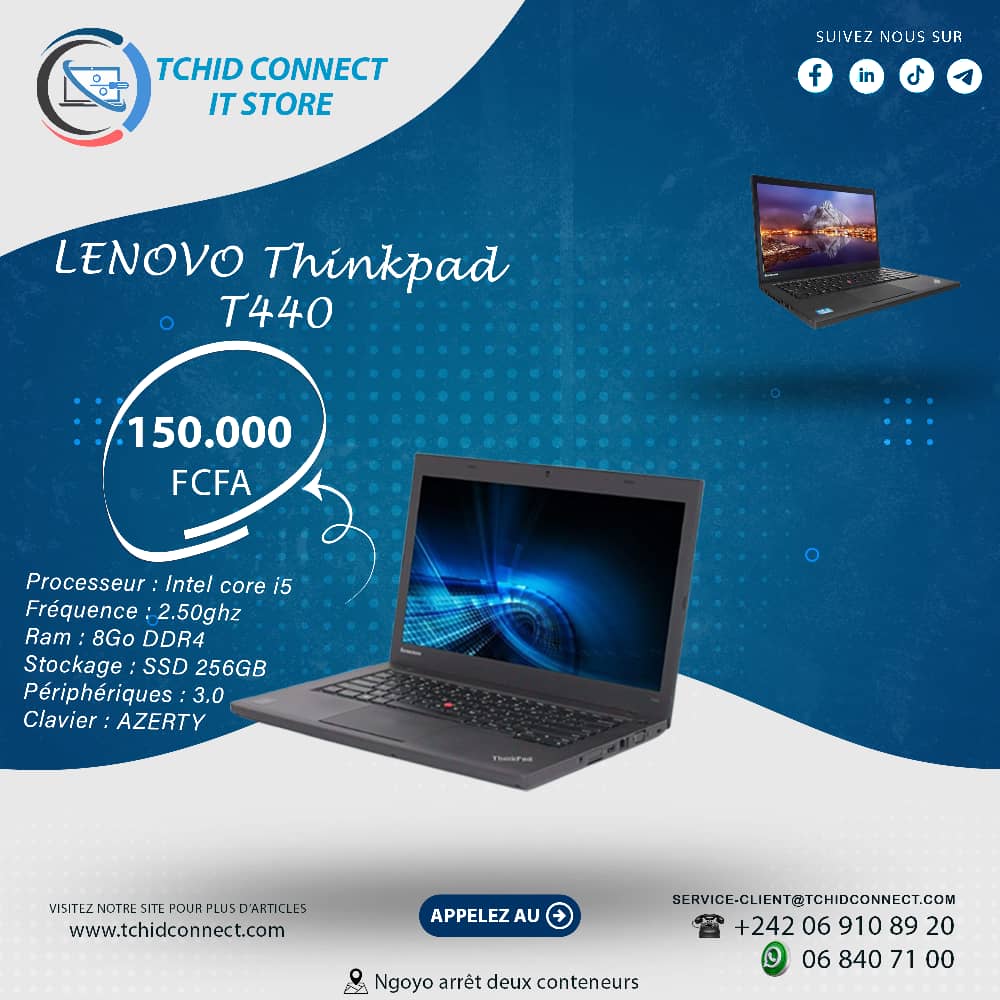 TCHID CONNECT
IT STORE
SUIVEZ NOUS SUR
LENOVO Thinkpad
T440
150.000
FCFA
Processeur : Intel core i5
Fréquence : 2.50ghz
Ram : 8Go DDR4
Stockage : SSD 256GB
Périphériques : 3.0
Clavier : AZERTY
ThinkPad
VISITEZ NOTRE SITE POUR PLUS D'ARTICLES
www.tchidconnect.com
APPELEZ AU
SERVICE-CLIENT@TCHIDCONNECT.COM
+242 06 910 89 20
06 840 71 00
Ngoyo arrêt deux conteneurs